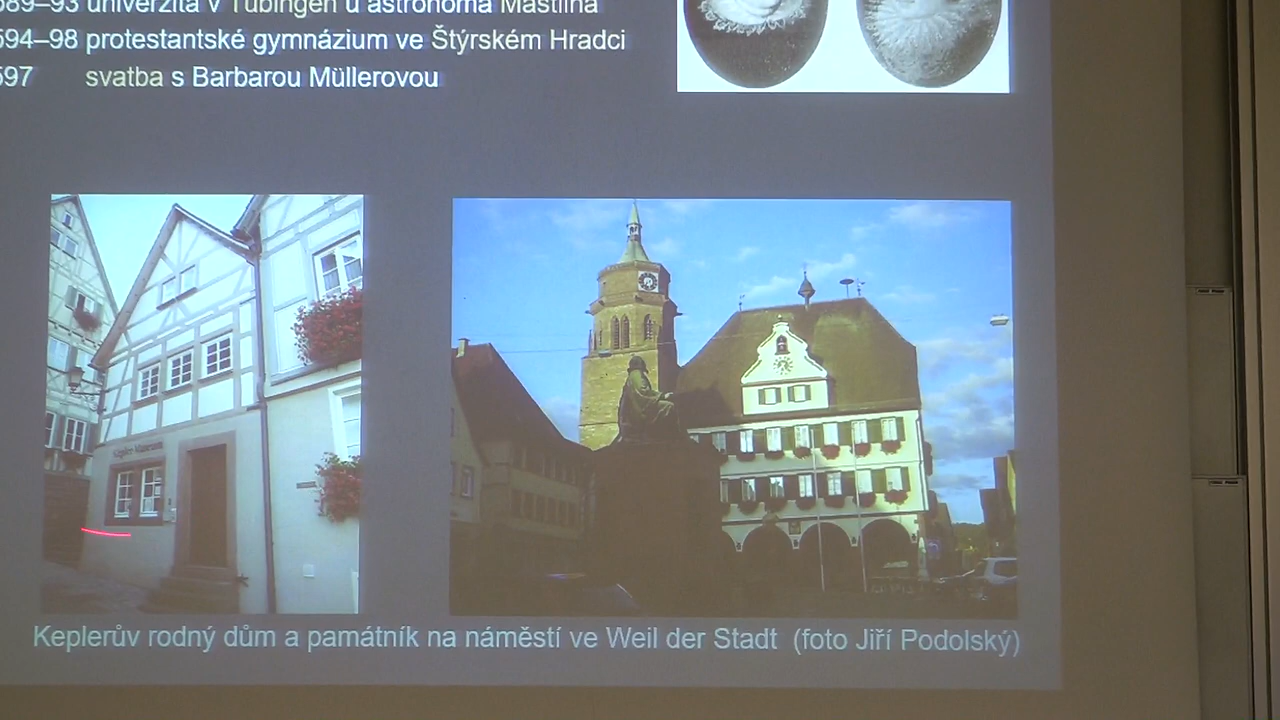 589–93 univerzita v Tübingen u astronoma Mästlina
594–98 protestantské gymnázium ve Štýrském Hradci
597 svatba s Barbarou Müllerovou
Keplerův rodný dům a památník na náměstí ve Weil der Stadt (foto Jiří Podolský)